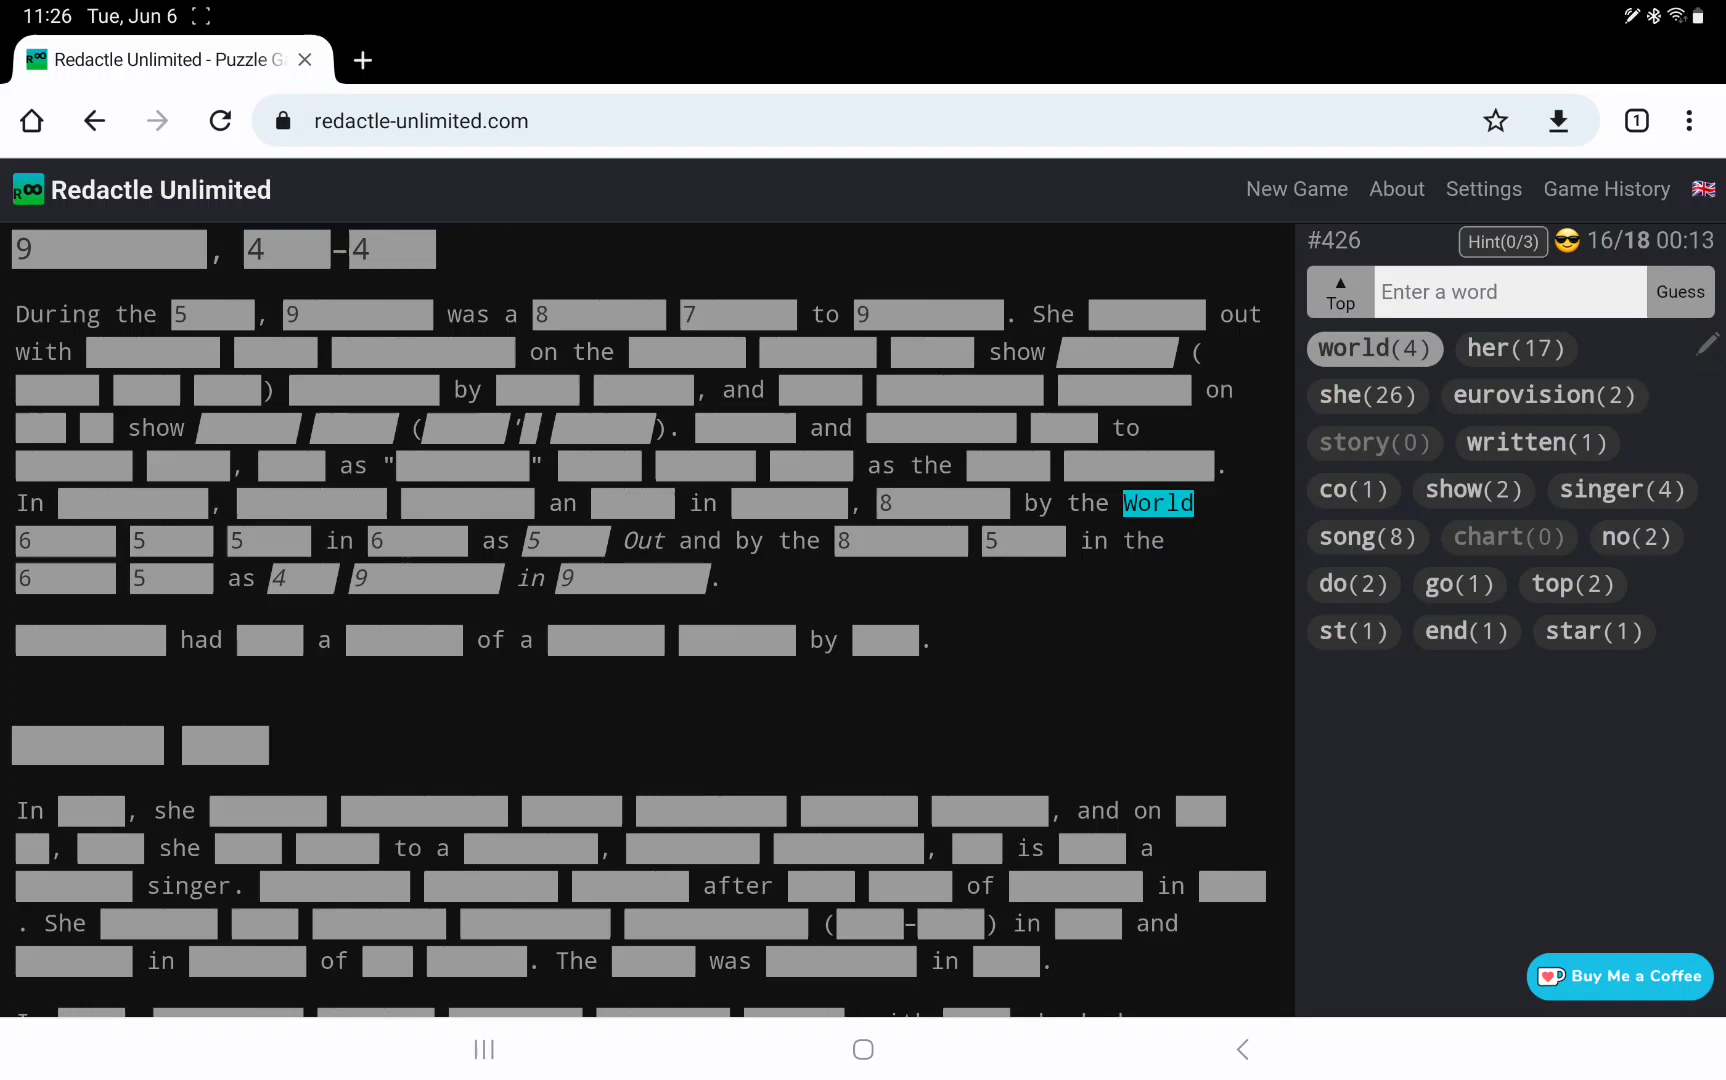 11:26 Tue, Jun 6
Redactle Unlimited - Puzzle G
redactle-unlimited.com
1
R∞ Redactle Unlimited
New Game About Settings Game History
9, 4-4
#426 Hint(0/3) 😎 16/18 00:13
▲ Top Enter a word Guess
During the 5, 9 was a 8 7 to 9. She out
with on the show (
) by , and on
show ( ' ). and to
, as " " as the .
In , an in , 8 by the World
6 5 5 in 6 as 5 Out and by the 8 5 in the
6 5 as 4 9 in 9.
had a of a by .
In , she , and on
, she to a , , is a
singer. after of in
. She ( – ) in and
in of . The was in .
world(4) her(17)
she(26) eurovision(2)
story(0) written(1)
co(1) show(2) singer(4)
song(8) chart(0) no(2)
do(2) go(1) top(2)
st(1) end(1) star(1)
Buy Me a Coffee